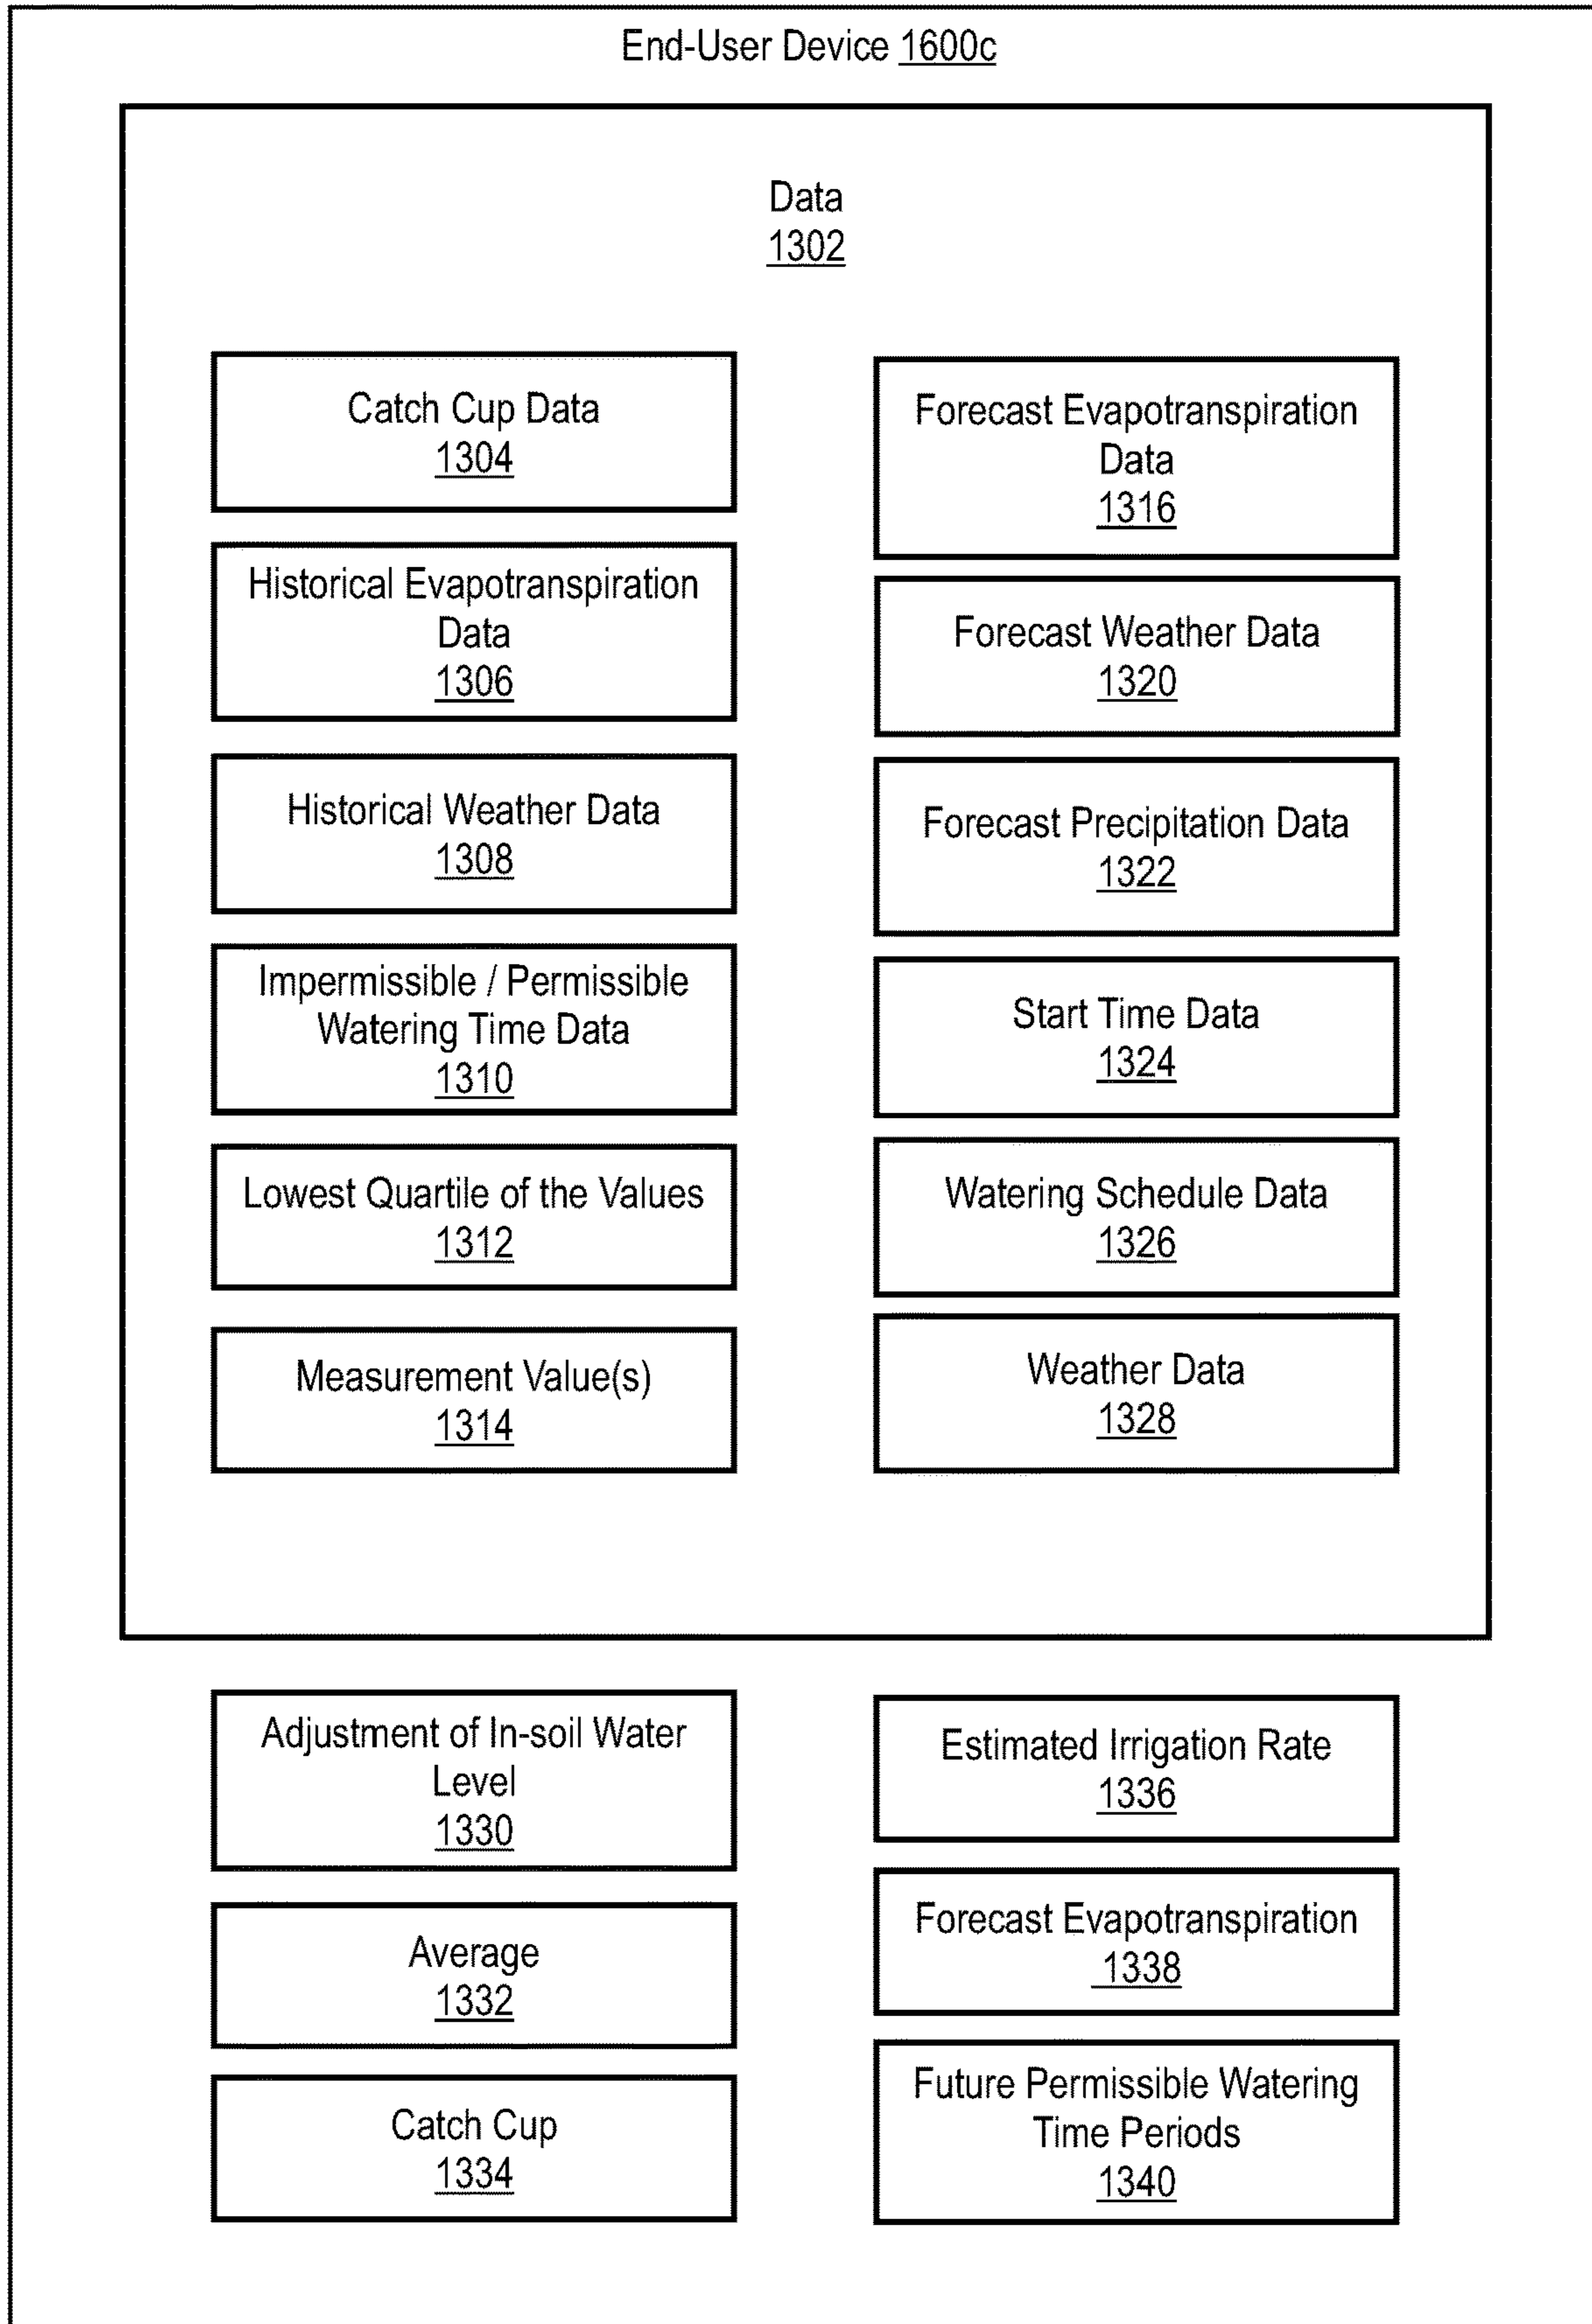 End-User Device 1600c
Data
1302
Catch Cup Data
1304
Historical Evapotranspiration
Data
1306
Historical Weather Data
1308
Impermissible / Permissible
Watering Time Data
1310
Lowest Quartile of the Values
1312
Measurement Value(s)
1314
Forecast Evapotranspiration
Data
1316
Forecast Weather Data
1320
Forecast Precipitation Data
1322
Start Time Data
1324
Watering Schedule Data
1326
Weather Data
1328
Adjustment of In-soil Water
Level
1330
Average
1332
Catch Cup
1334
Estimated Irrigation Rate
1336
Forecast Evapotranspiration
1338
Future Permissible Watering
Time Periods
1340